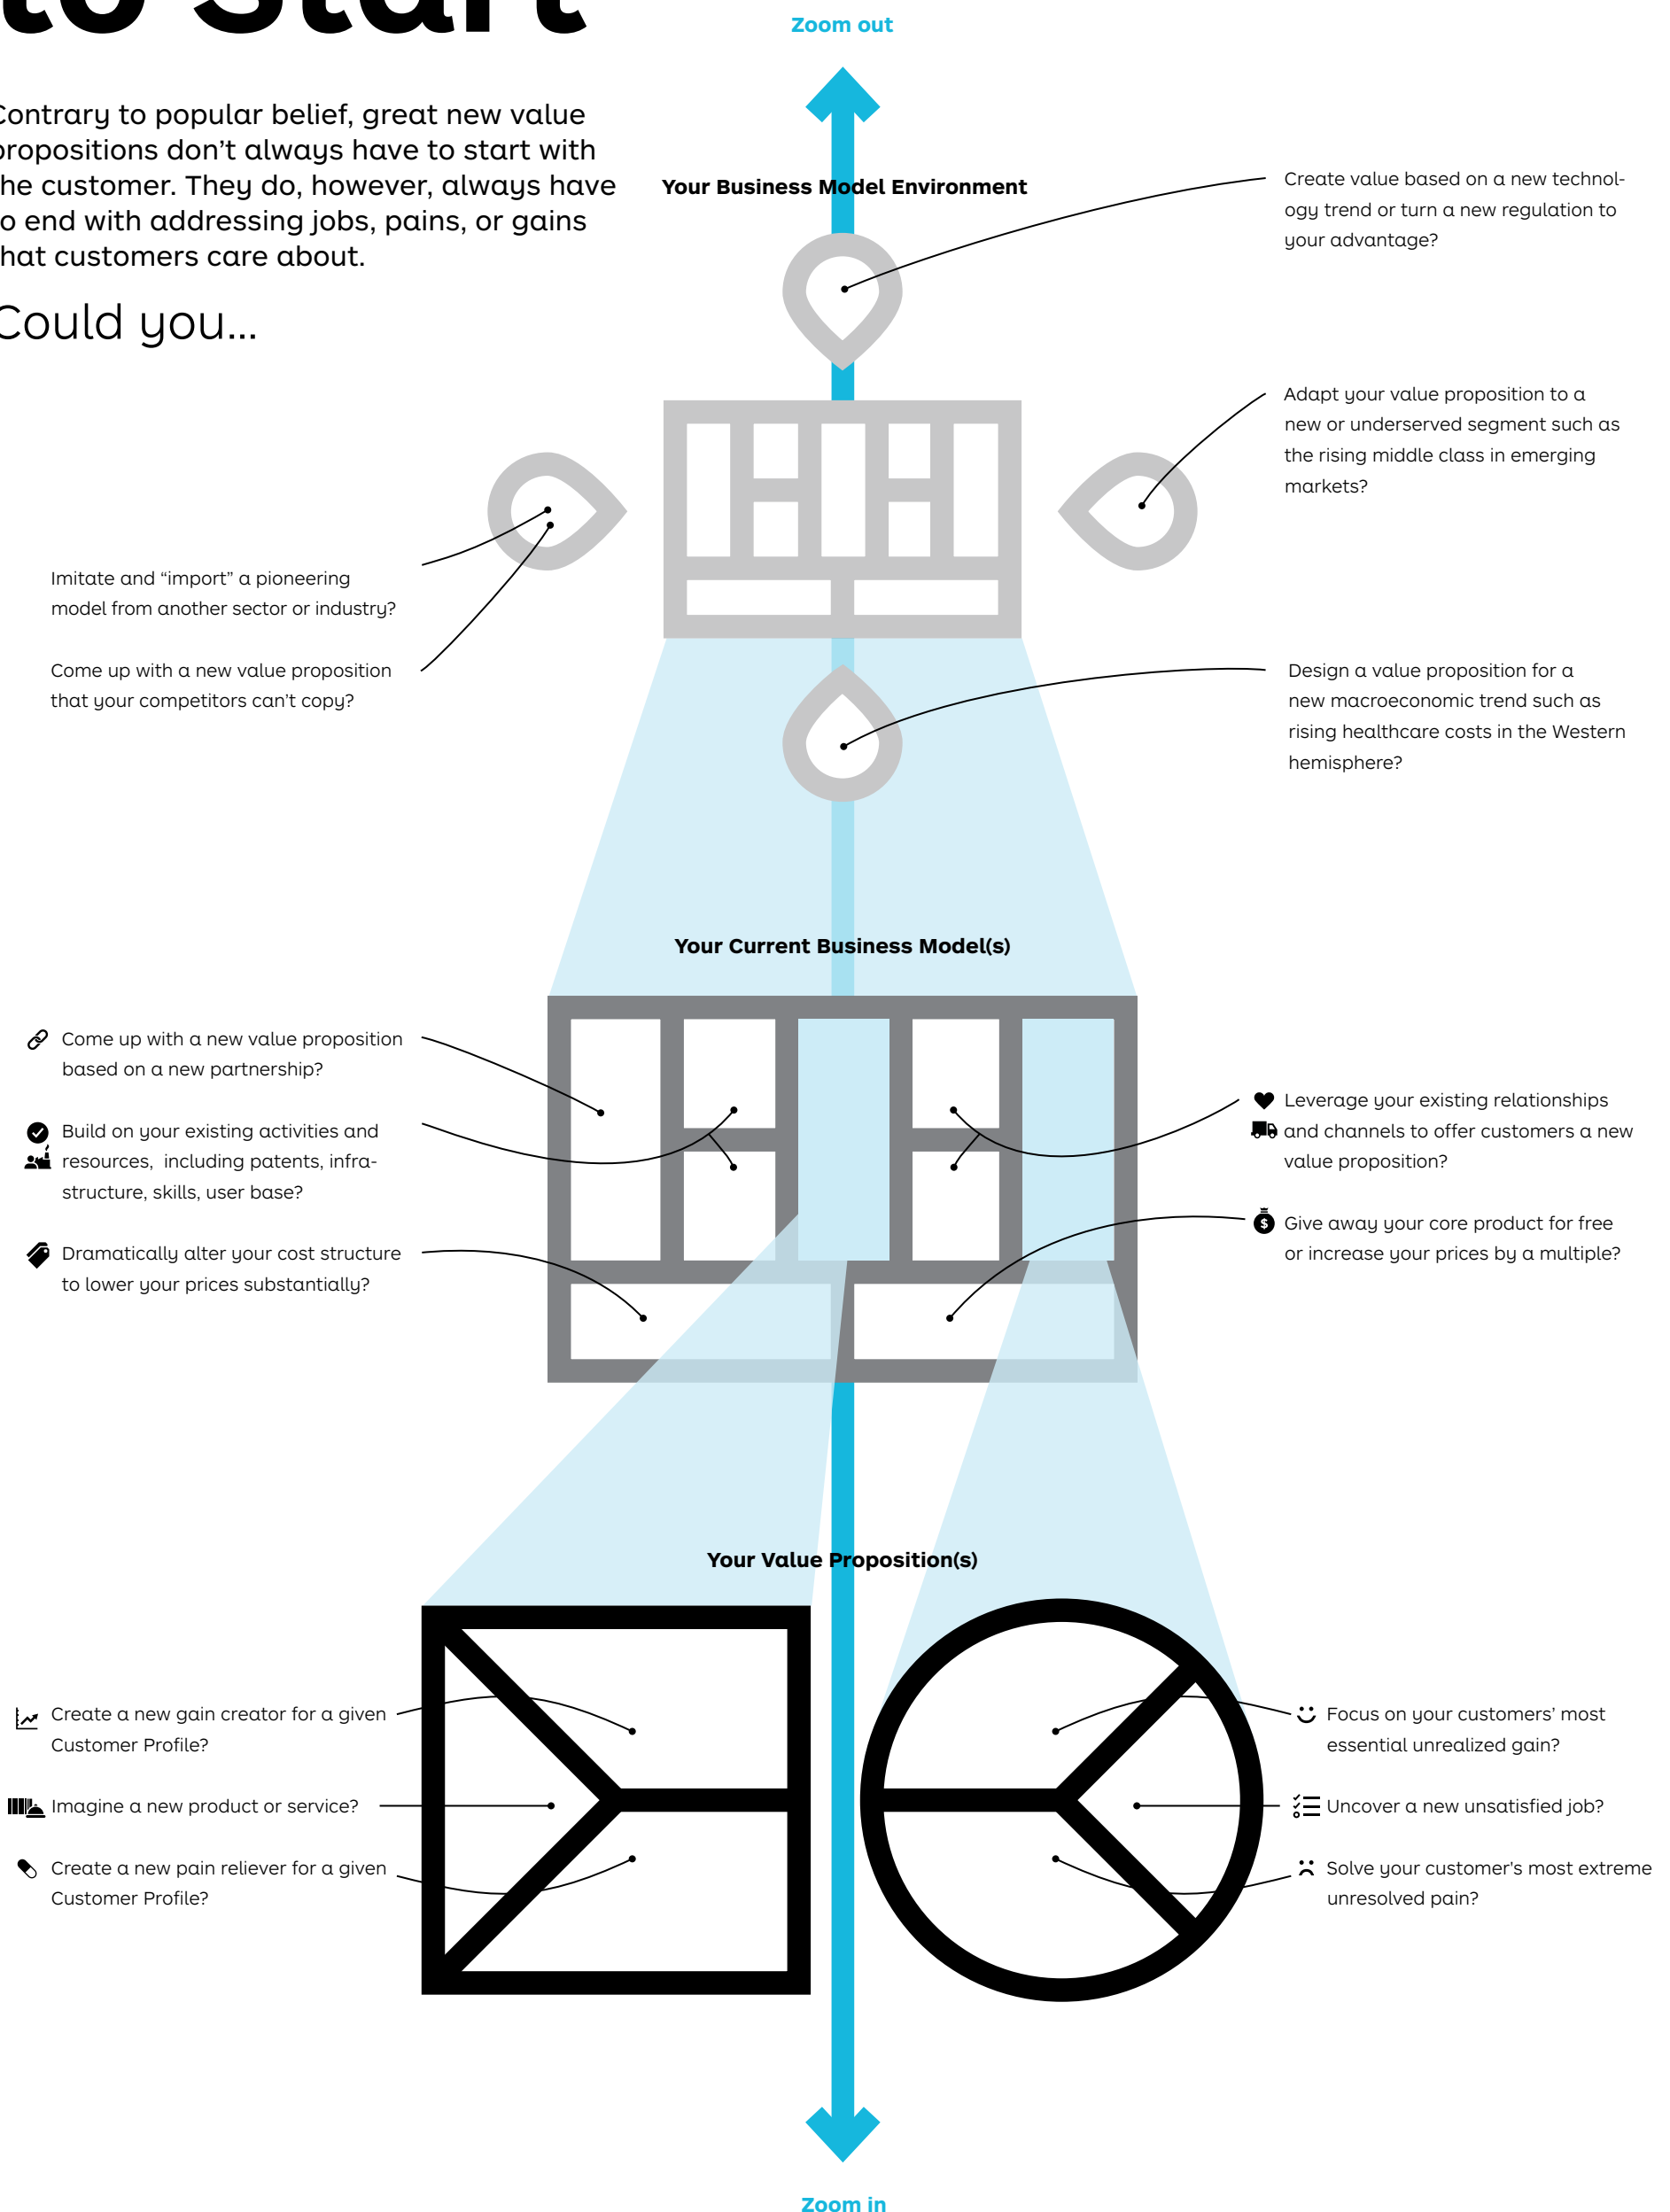 to Start
Contrary to popular belief, great new value
propositions don't always have to start with
the customer. They do, however, always have
to end with addressing jobs, pains, or gains
that customers care about.
Could you…
Zoom out
Your Business Model Environment
Create value based on a new technol-
ogy trend or turn a new regulation to
your advantage?
Adapt your value proposition to a
new or underserved segment such as
the rising middle class in emerging
markets?
Imitate and “import” a pioneering
model from another sector or industry?
Come up with a new value proposition
that your competitors can't copy?
Design a value proposition for a
new macroeconomic trend such as
rising healthcare costs in the Western
hemisphere?
Your Current Business Model(s)
Come up with a new value proposition
based on a new partnership?
Build on your existing activities and
resources, including patents, infra-
structure, skills, user base?
Dramatically alter your cost structure
to lower your prices substantially?
Leverage your existing relationships
and channels to offer customers a new
value proposition?
$
Give away your core product for free
or increase your prices by a multiple?
Your Value Proposition(s)
Create a new gain creator for a given
Customer Profile?
Imagine a new product or service?
Create a new pain reliever for a given
Customer Profile?
Focus on your customers' most
essential unrealized gain?
Uncover a new unsatisfied job?
Solve your customer's most extreme
unresolved pain?
Zoom in